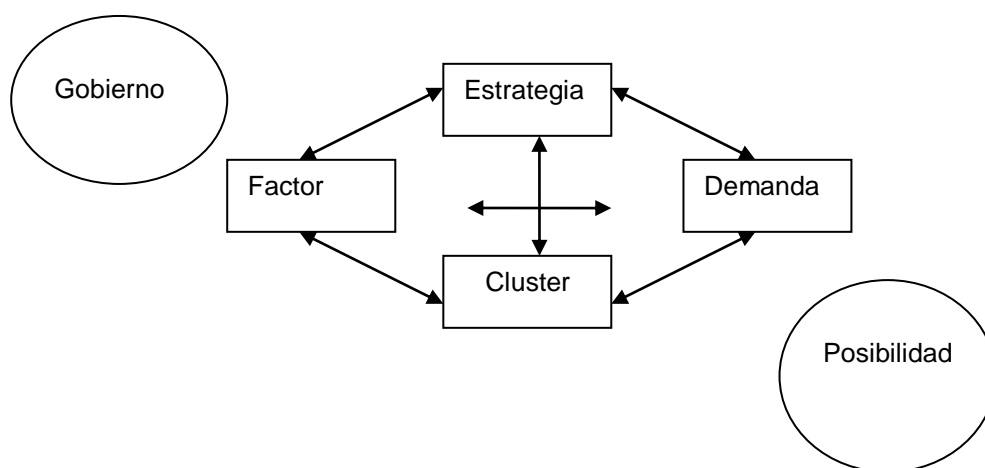 Gobierno
Estrategia
Factor
Demanda
Cluster
Posibilidad